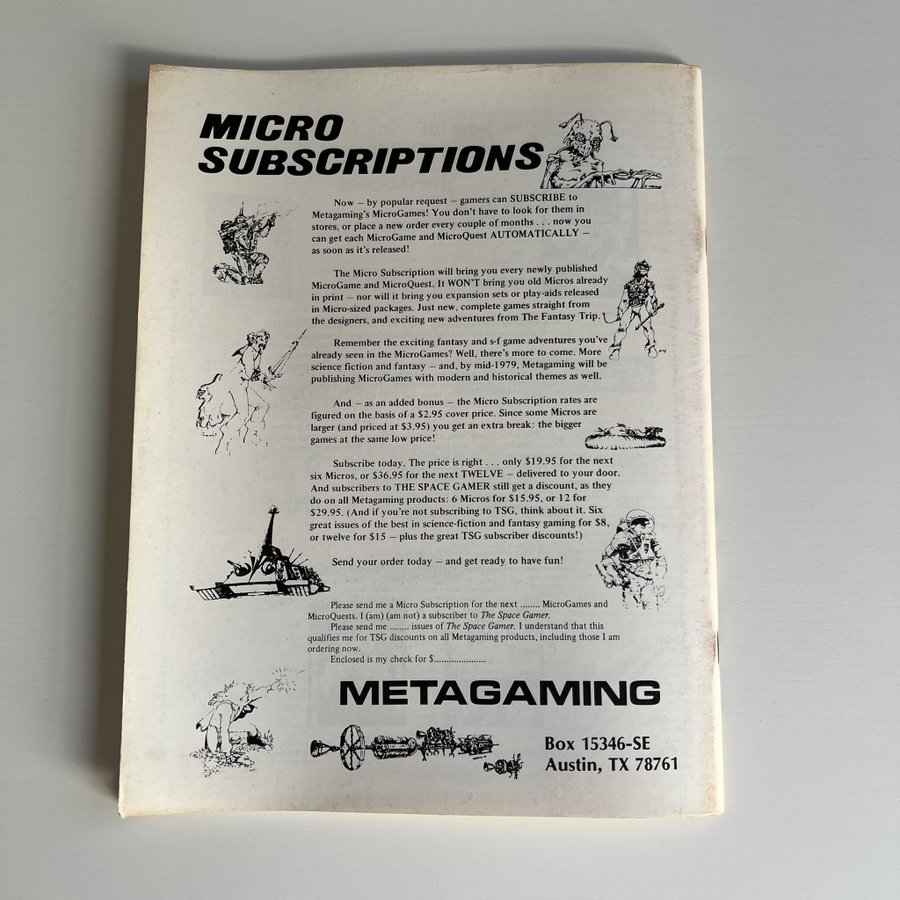 MICRO
SUBSCRIPTIONS
Now — by popular request — gamers can SUBSCRIBE to
Metagaming's MicroGames! You don't have to look for them in
stores, or place a new order every couple of months . . . now you
can get each MicroGame and MicroQuest AUTOMATICALLY —
as soon as it's released!
The Micro Subscription will bring you every newly published
MicroGame and MicroQuest. It WON'T bring you old Micros already
in print — nor will it bring you expansion sets or play-aids released
in Micro-sized packages. Just new, complete games straight from
the designers, and exciting new adventures from The Fantasy Trip.
Remember the exciting fantasy and s-f game adventures you've
already seen in the MicroGames? Well, there's more to come. More
science fiction and fantasy — and, by mid-1979, Metagaming will be
publishing MicroGames with modern and historical themes as well.
And — as an added bonus — the Micro Subscription rates are
figured on the basis of a $2.95 cover price. Since some Micros are
larger (and priced at $3.95) you get an extra break: the bigger
games at the same low price!
Subscribe today. The price is right . . . only $19.95 for the next
six Micros, or $36.95 for the next TWELVE — delivered to your door.
And subscribers to THE SPACE GAMER still get a discount, as they
do on all Metagaming products: 6 Micros for $15.95, or 12 for
$29.95. (And if you're not subscribing to TSG, think about it. Six
great issues of the best in science-fiction and fantasy gaming for $8,
or twelve for $15 — plus the great TSG subscriber discounts!)
Send your order today — and get ready to have fun!
Please send me a Micro Subscription for the next ........ MicroGames and
MicroQuests. I (am) (am not) a subscriber to The Space Gamer.
Please send me ........ issues of The Space Gamer. I understand that this
qualifies me for TSG discounts on all Metagaming products, including those I am
ordering now.
Enclosed is my check for $.....................
METAGAMING
Box 15346-SE
Austin, TX 78761